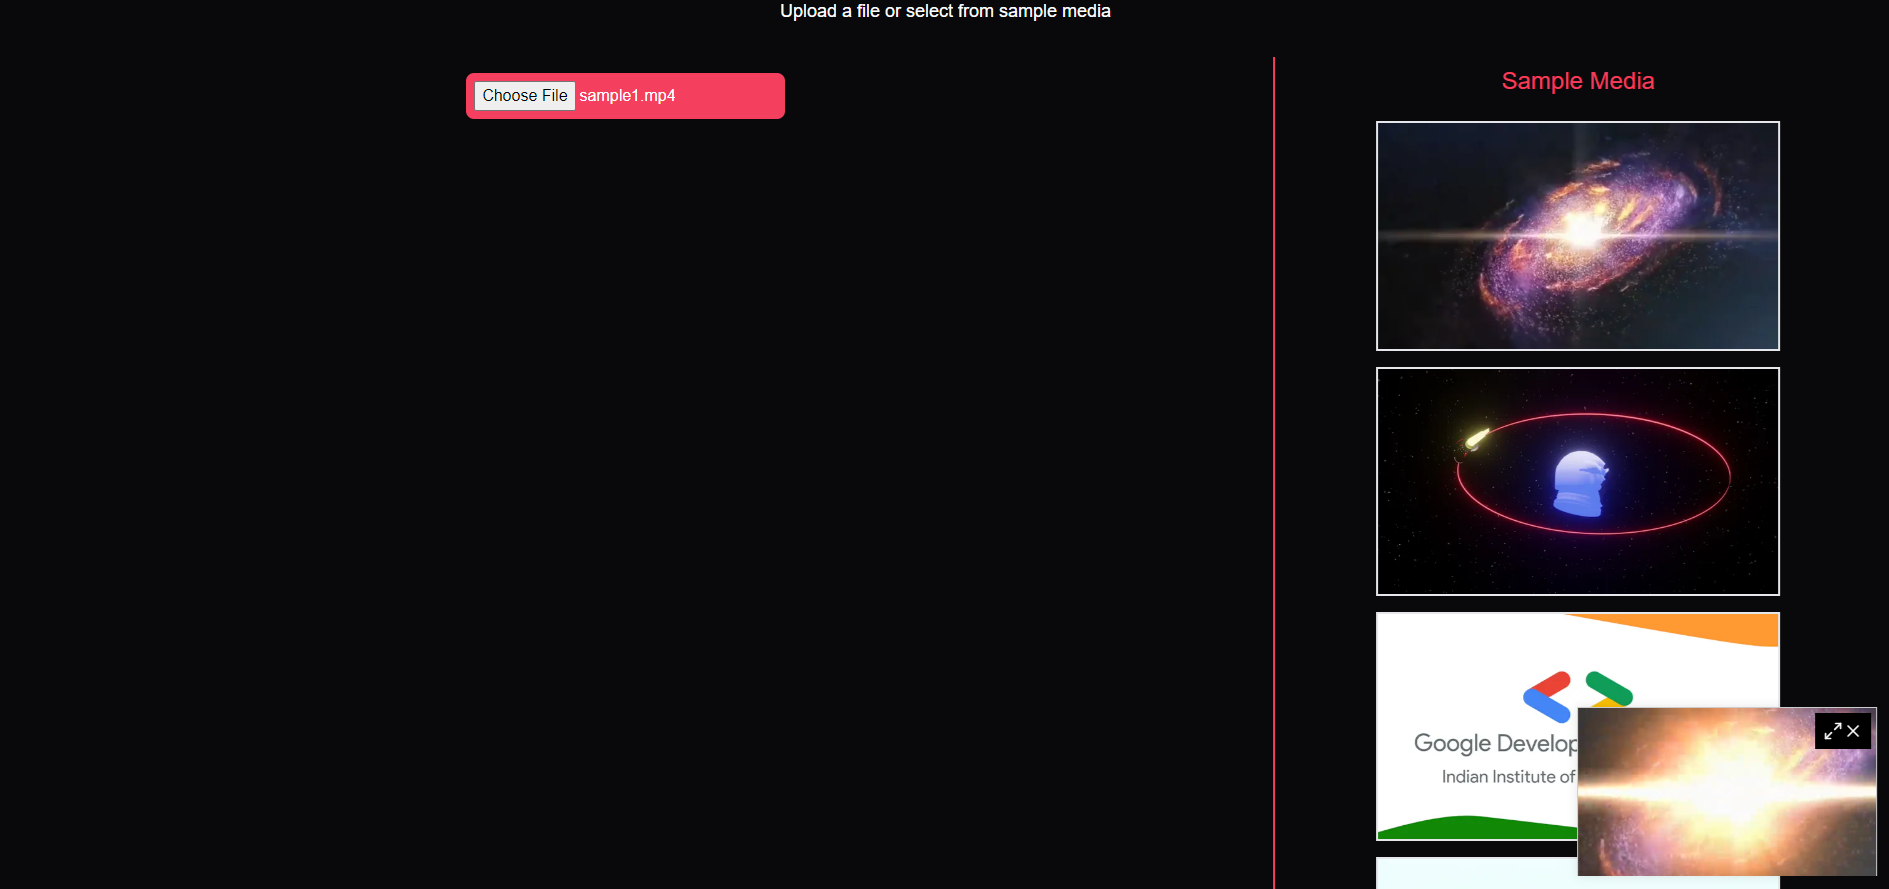 Upload a file or select from sample media
Choose File sample1.mp4
Sample Media
Google Develop
Indian Institute of